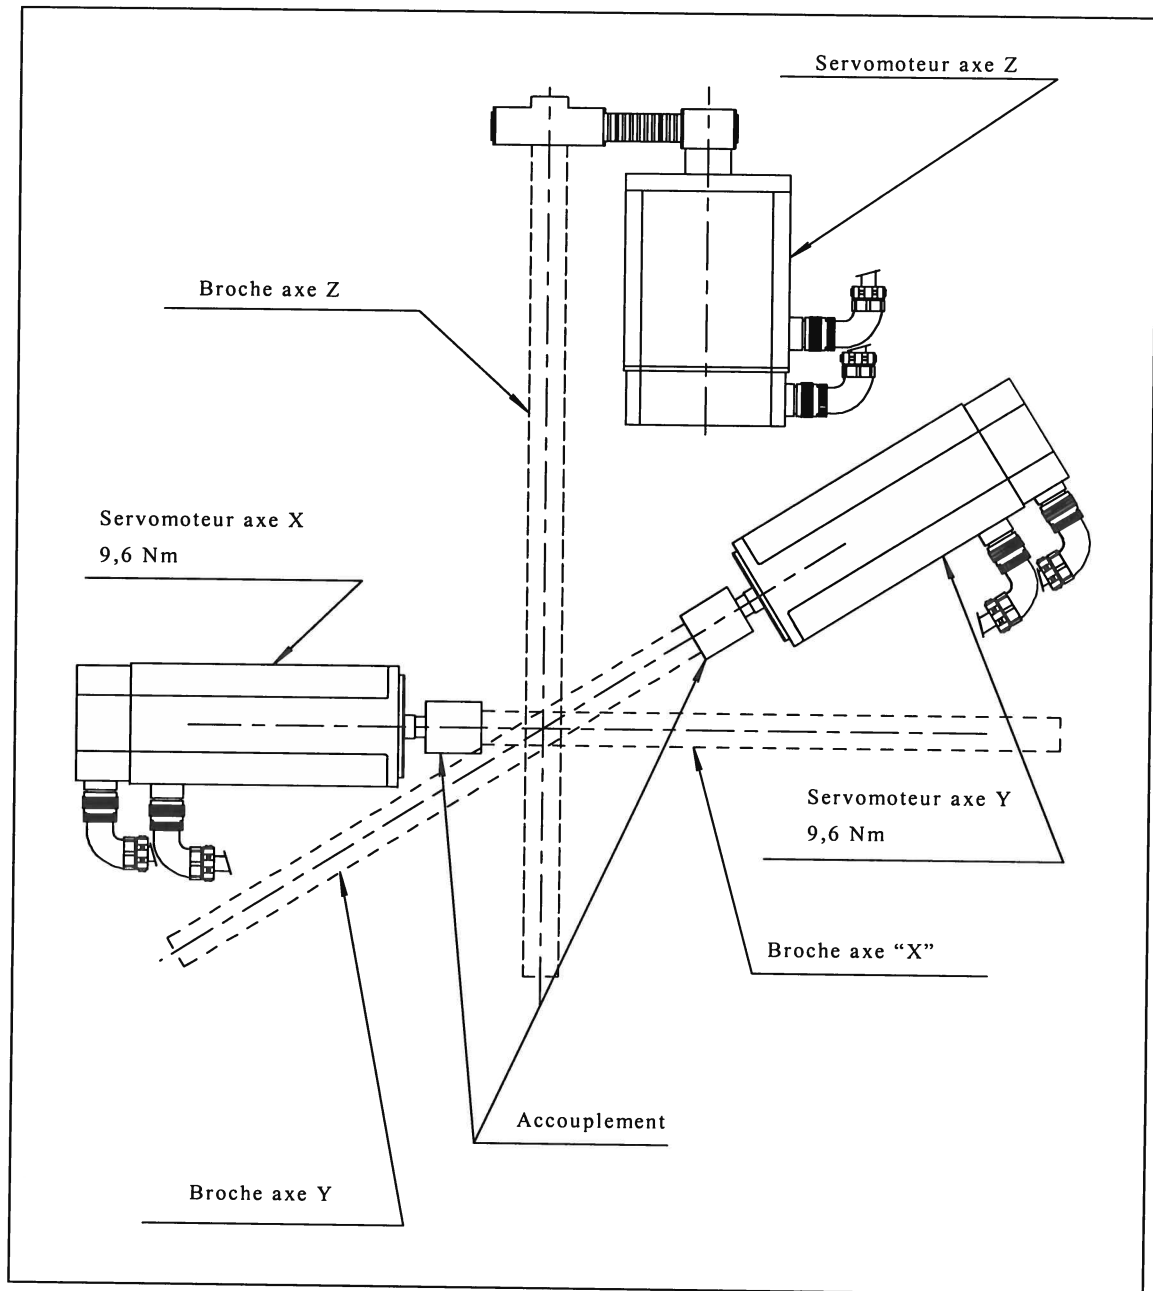 Servomoteur axe Z
Broche axe Z
Servomoteur axe X
9,6 Nm
Servomoteur axe Y
9,6 Nm
Broche axe “X”
Accouplement
Broche axe Y